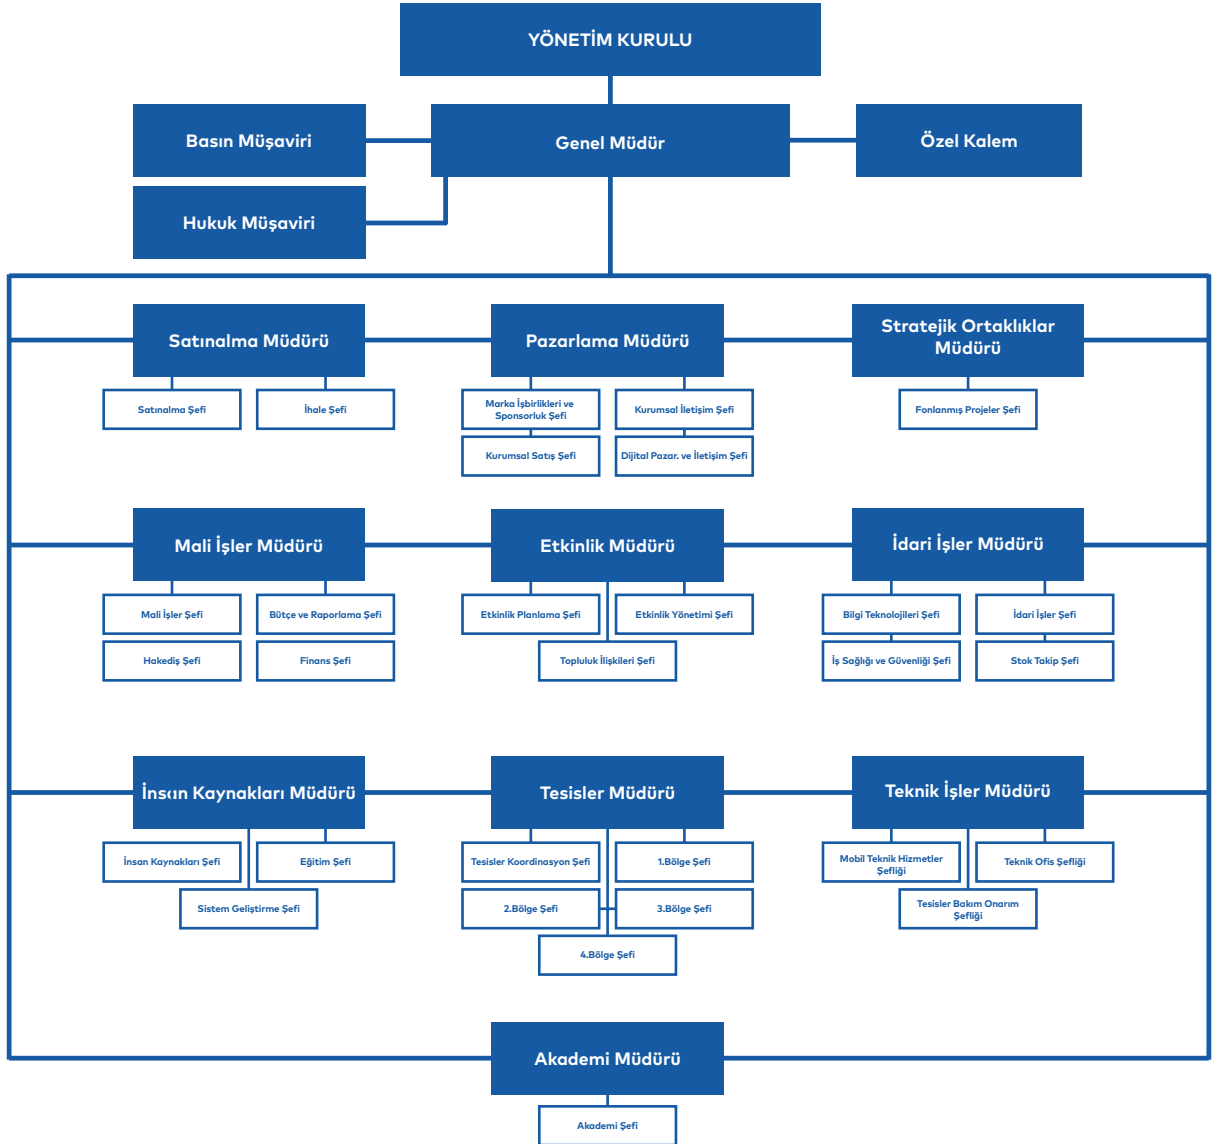 YÖNETİM KURULU
Basın Müşaviri
Genel Müdür
Özel Kalem
Hukuk Müşaviri
Satınalma Müdürü
Pazarlama Müdürü
Stratejik Ortaklıklar
Müdürü
Satınalma Şefi
İhale Şefi
Marka İşbirlikleri ve
Sponsorluk Şefi
Kurumsal İletişim Şefi
Fonlanmış Projeler Şefi
Kurumsal Satış Şefi
Dijital Pazar. ve İletişim Şefi
Mali İşler Müdürü
Etkinlik Müdürü
İdari İşler Müdürü
Mali İşler Şefi
Bütçe ve Raporlama Şefi
Etkinlik Planlama Şefi
Etkinlik Yönetimi Şefi
Bilgi Teknolojileri Şefi
İdari İşler Şefi
Hakediş Şefi
Finans Şefi
Topluluk İlişkileri Şefi
İş Sağlığı ve Güvenliği Şefi
Stok Takip Şefi
İnsan Kaynakları Müdürü
Tesisler Müdürü
Teknik İşler Müdürü
İnsan Kaynakları Şefi
Eğitim Şefi
Tesisler Koordinasyon Şefi
1.Bölge Şefi
Mobil Teknik Hizmetler
Şefliği
Teknik Ofis Şefliği
Sistem Geliştirme Şefi
2.Bölge Şefi
3.Bölge Şefi
Tesisler Bakım Onarım
Şefliği
4.Bölge Şefi
Akademi Müdürü
Akademi Şefi